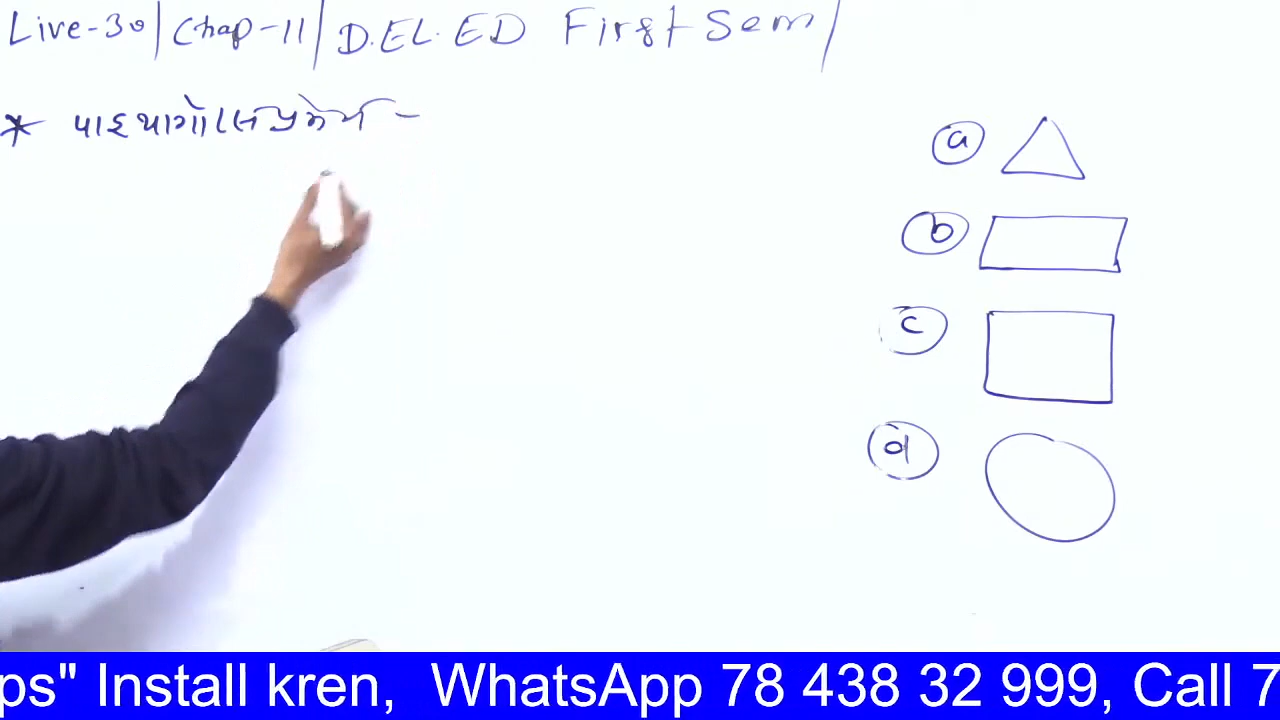 Live-30/Chap-11/D.EL.ED First Sem/
* પાઇથાગોરસપ્રમેય -
a
b
c
d
ps" Install kren, WhatsApp 78 438 32 999, Call 7